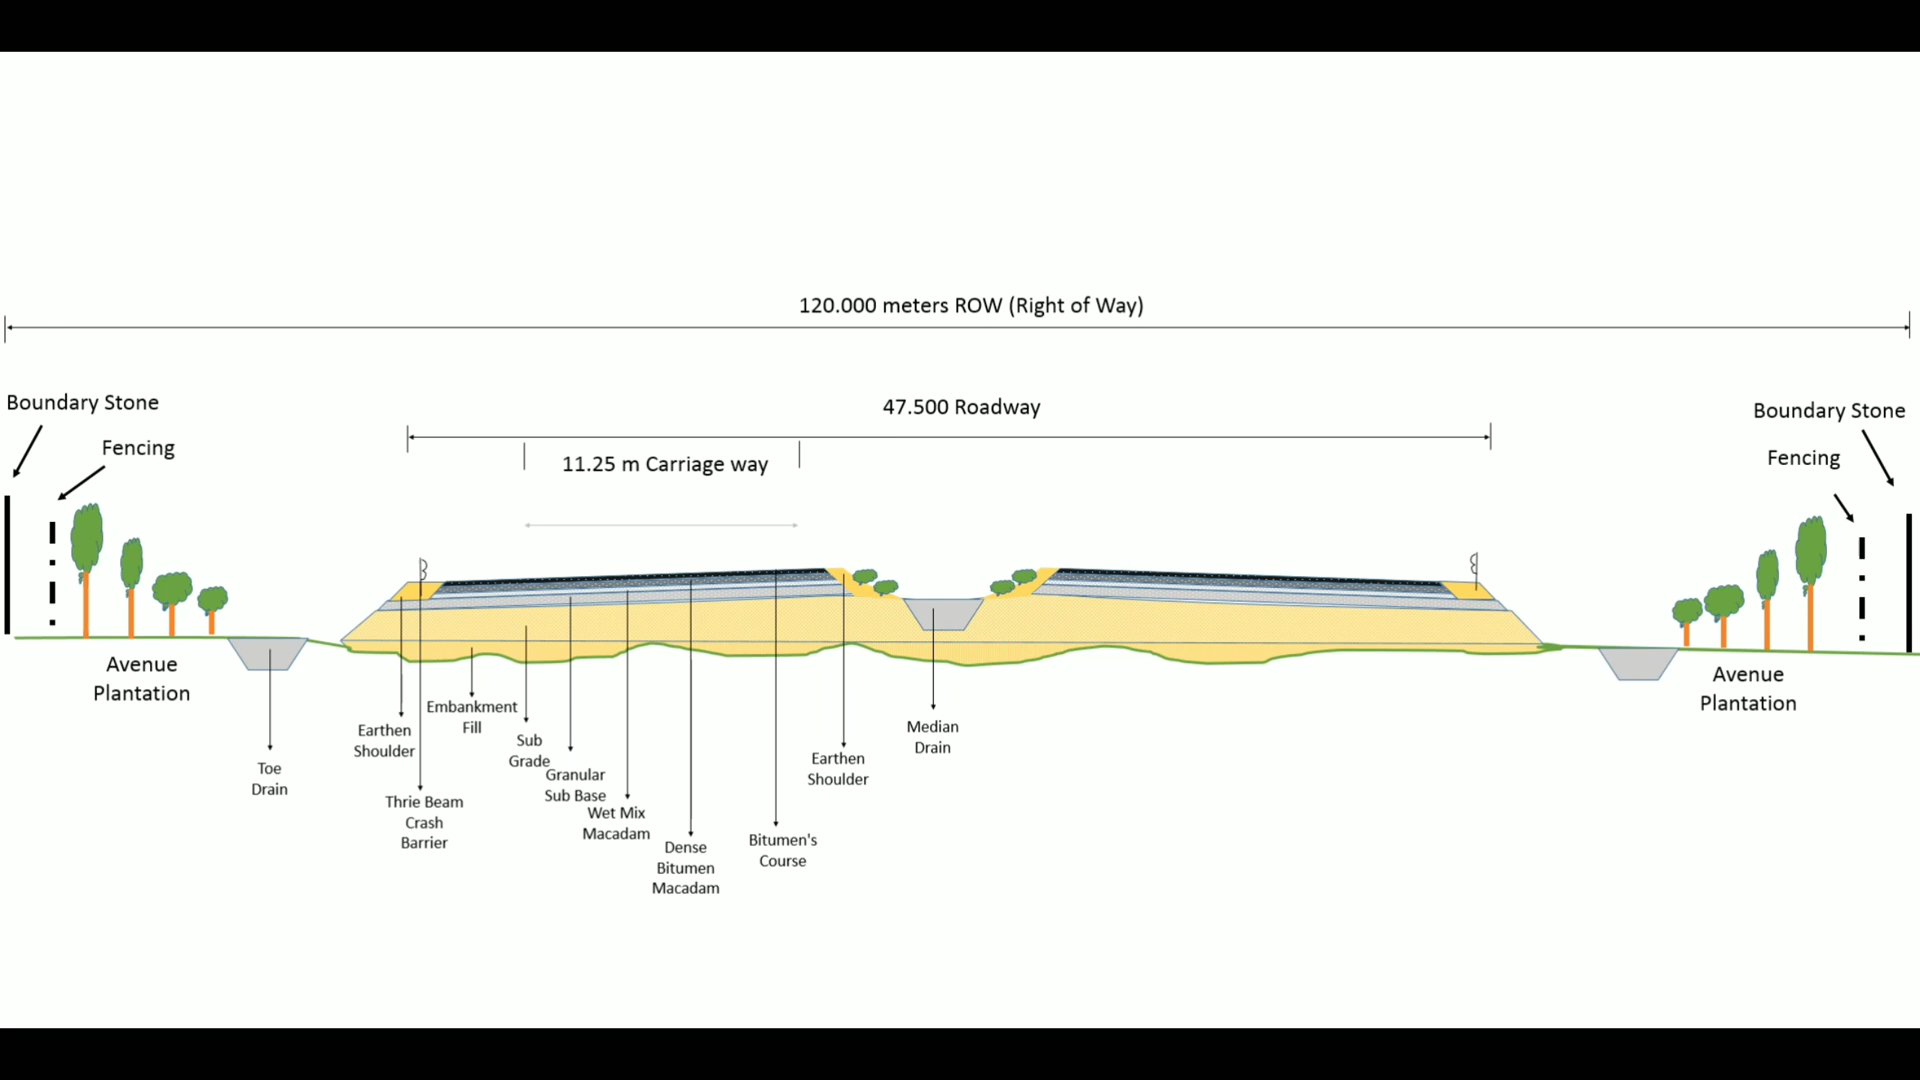 120.000 meters ROW (Right of Way)
Boundary Stone
47.500 Roadway
Boundary Stone
Fencing
11.25 m Carriage way
Fencing
Avenue
Plantation
Avenue
Plantation
Toe
Drain
Earthen
Shoulder
Thrie Beam
Crash
Barrier
Embankment
Fill
Sub
Grade
Granular
Sub Base
Wet Mix
Macadam
Dense
Bitumen
Macadam
Bitumen's
Course
Earthen
Shoulder
Median
Drain